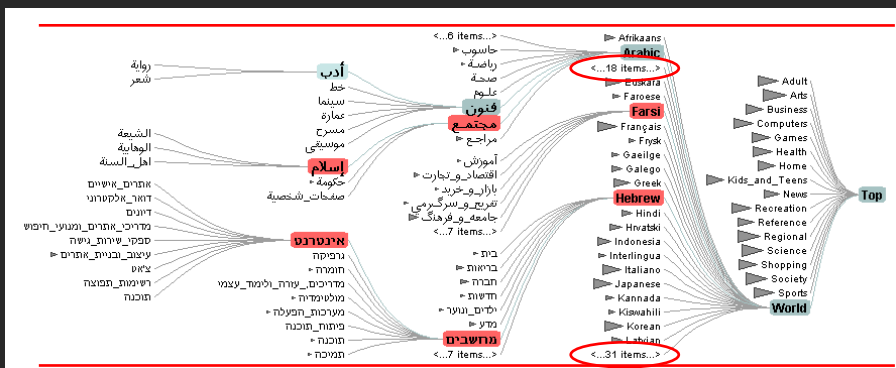 Top
Adult
Arts
Business
Computers
Games
Health
Home
Kids_and_Teens
News
Recreation
Reference
Regional
Science
Shopping
Society
Sports
World
Afrikaans
Arabic
<...18 items...>
Euskara
Faroese
Farsi
Français
Frysk
Gaeilge
Galego
Greek
Hebrew
Hindi
Hrvatski
Indonesia
Interlingua
Italiano
Japanese
Kannada
Kiswahili
Korean
Latvian
<...31 items...>
<...6 items...>
حاسوب
رياضة
صحة
علوم
فنون
مجتمع
مراجع
آموزش
اقتصاد_و_تجارت
بازار_و_خرید
تفریح_و_سرگرمی
جامعه_و_فرهنگ
<...7 items...>
בית
בריאות
חברה
חדשות
ילדים_ונוער
מדע
מחשבים
<...7 items...>
أدب
خط
سينما
عمارة
مسرح
موسيقى
إسلام
حكومة
صفحات_شخصية
אינטרנט
גרפיקה
חומרה
מדריכים,_עזרה_ולימוד_עצמי
מולטימדיה
מערכות_הפעלה
פיתוח_תוכנה
תוכנה
תמיכה
رواية
شعر
الشيعة
الوهابية
اهل_السنة
אתרים_אישיים
דואר_אלקטרוני
דיונים
מדריכי_אתרים_ומנועי_חיפוש
ספקי_שירות_גישה
עיצוב_ובניית_אתרים
צ'אט
רשימות_תפוצה
תוכנה